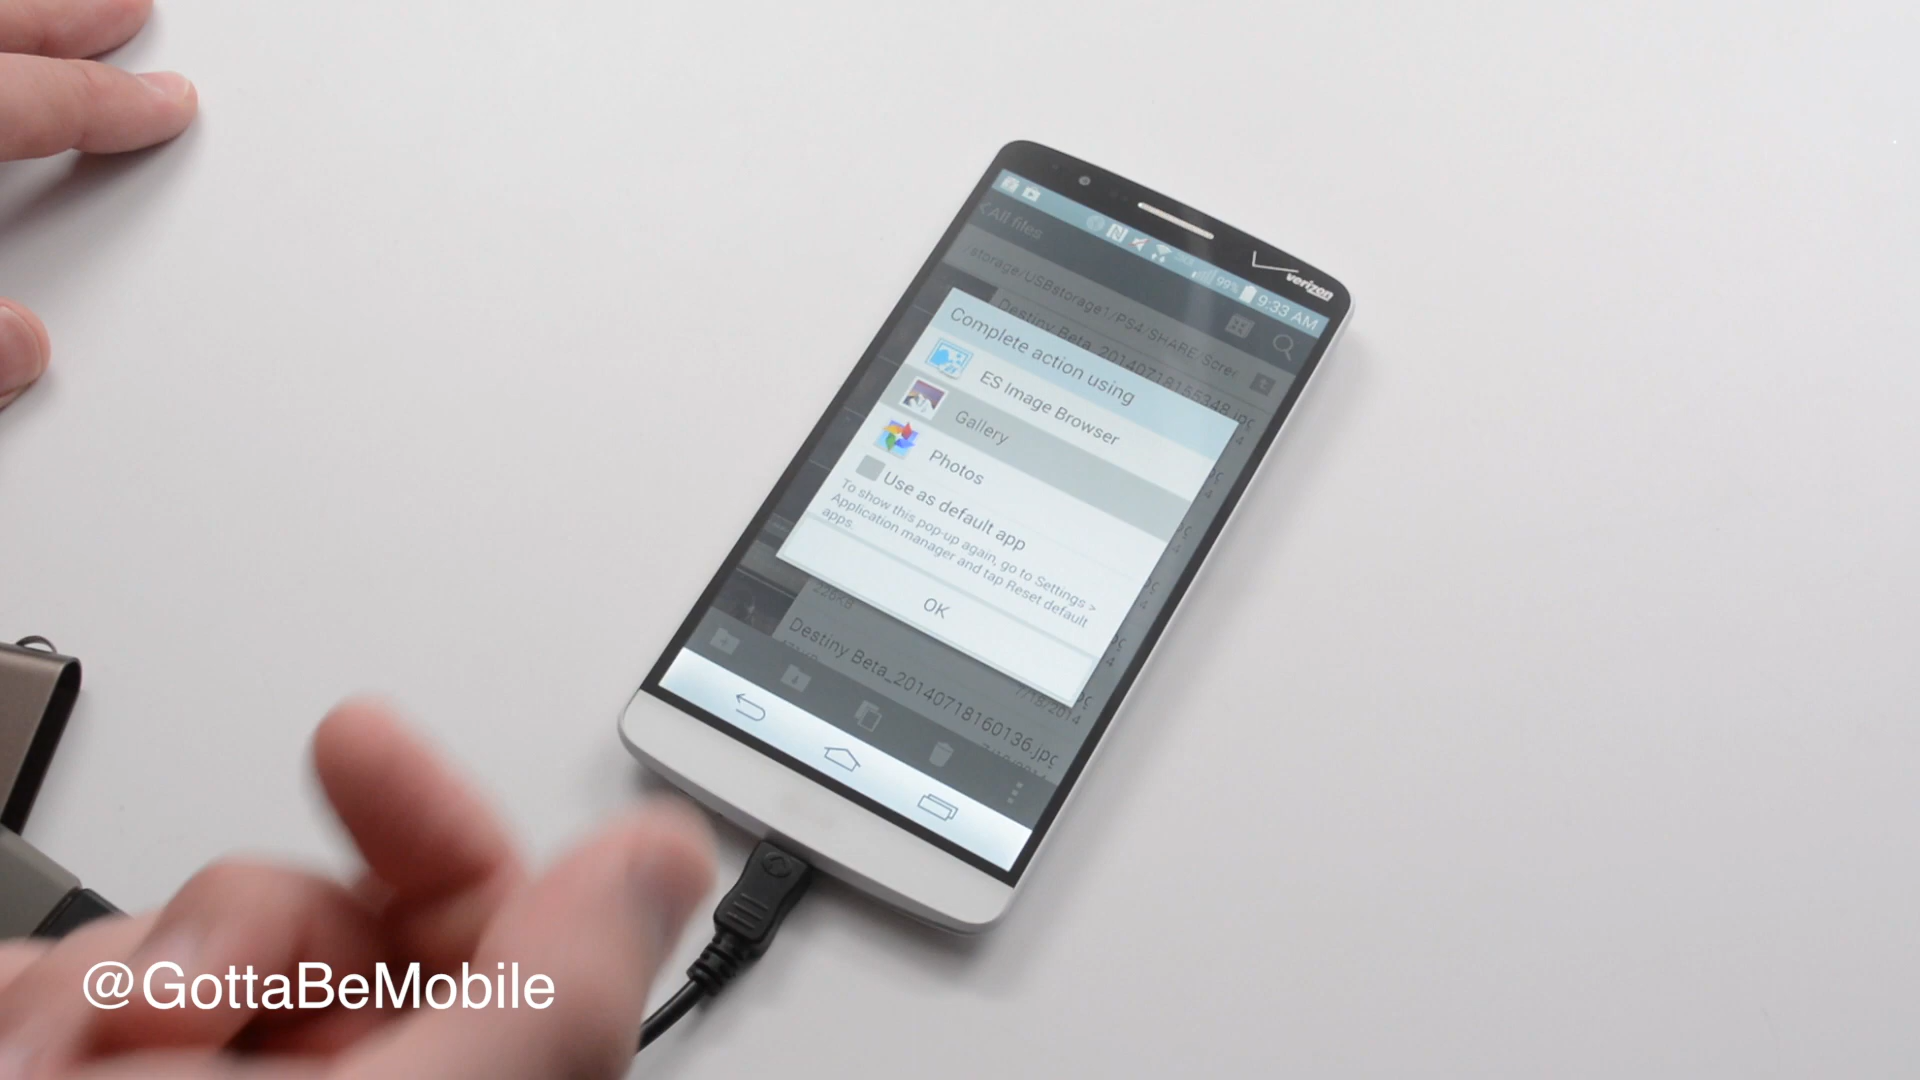 verizon
99% 9:33 AM
All files
/storage/USBstorage1/PS4/SHARE/Scre
Destiny Beta_20140718155348.jpg
Complete action using
ES Image Browser
Gallery
Photos
Use as default app
To show this pop-up again, go to Settings >
Application manager and tap Reset default
apps.
OK
226KB
Destiny Beta_20140718160136.jpg
7/18/2014
@GottaBeMobile